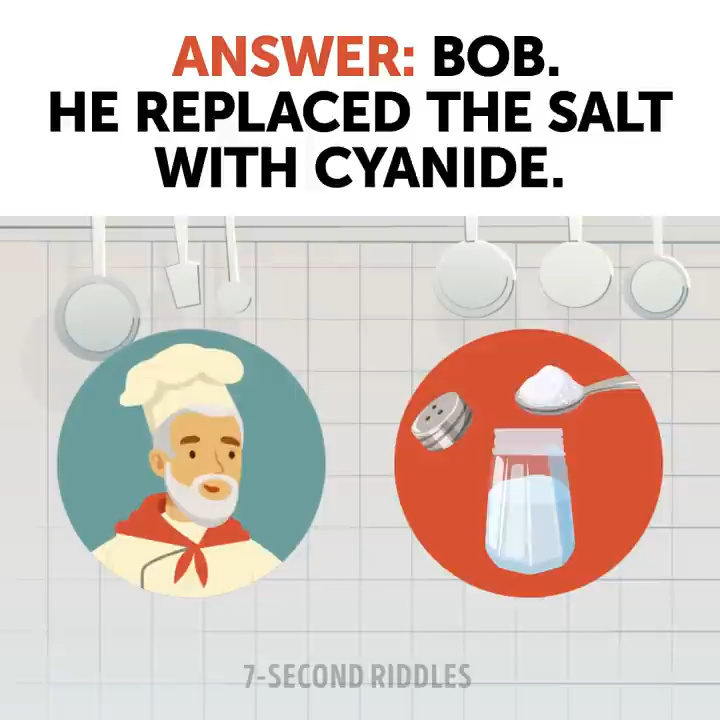 ANSWER: BOB.
HE REPLACED THE SALT
WITH CYANIDE.
7-SECOND RIDDLES